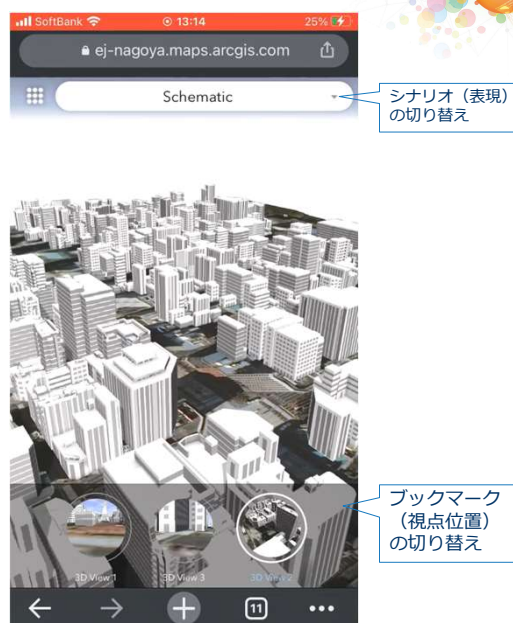 SoftBank 13:14 25%
ej-nagoya.maps.arcgis.com
Schematic
シナリオ（表現）
の切り替え
ブックマーク
（視点位置）
の切り替え
3D View 1 3D View 3 3D View 2
11